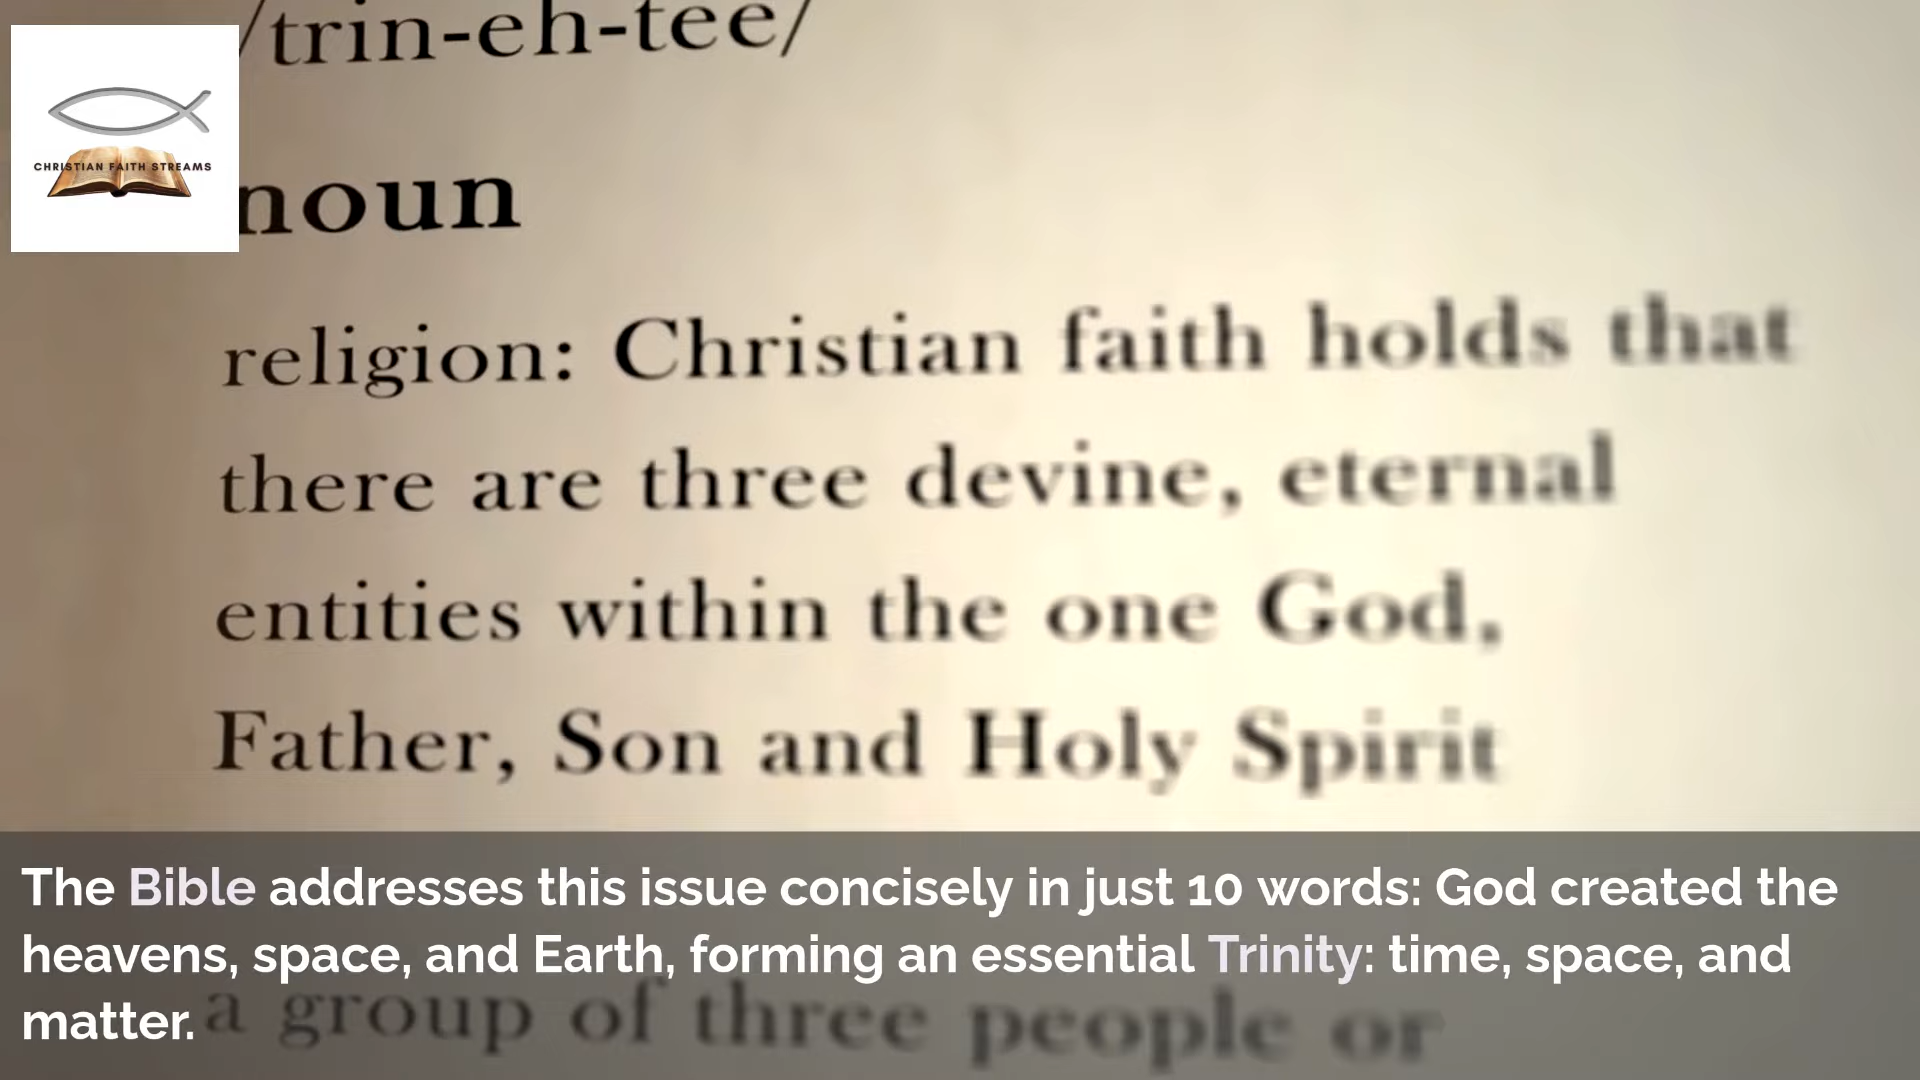 /trin-eh-tee/
CHRISTIAN FAITH STREAMS
noun
religion: Christian faith holds that
there are three devine, eternal
entities within the one God,
Father, Son and Holy Spirit
The Bible addresses this issue concisely in just 10 words: God created the
heavens, space, and Earth, forming an essential Trinity: time, space, and
matter.
a group of three people or